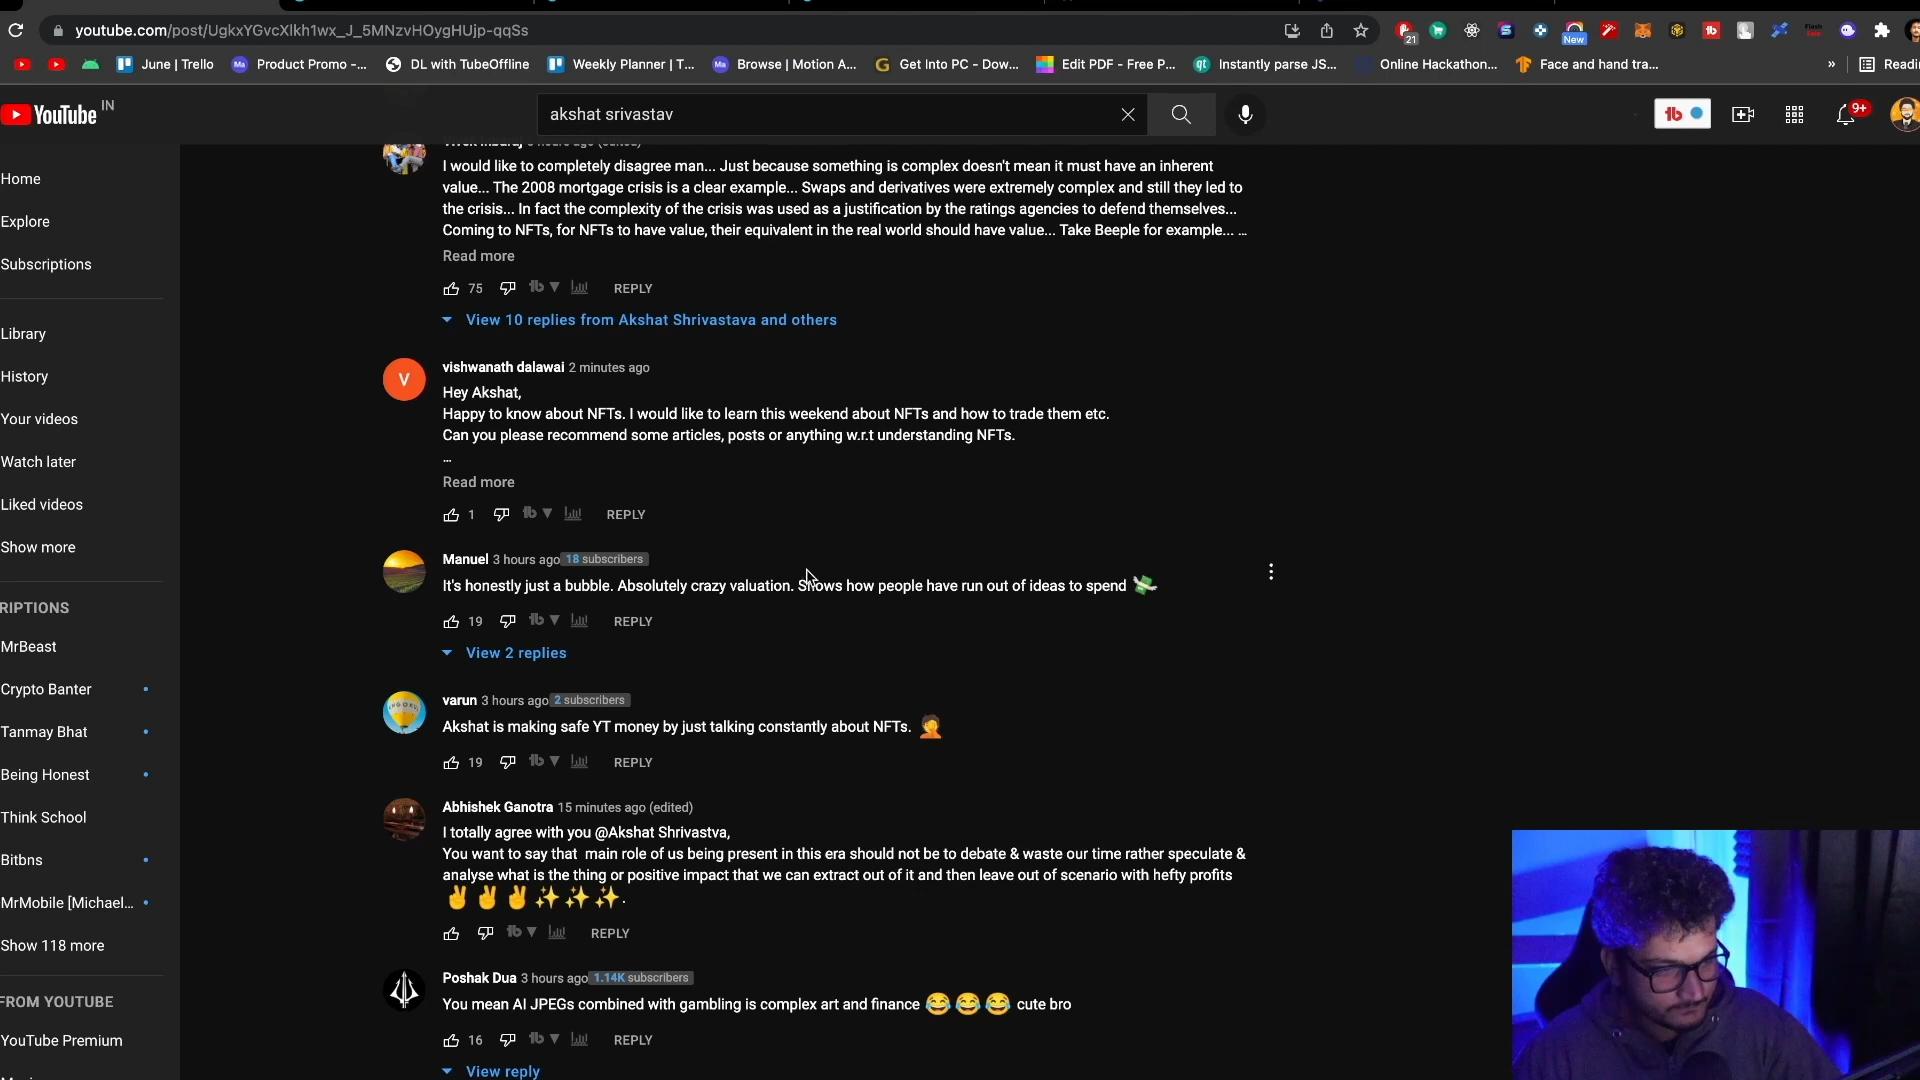 youtube.com/post/UgkxYGvcXlkh1wx_J_5MNzvHOygHUjp-qqSs
21
New
June | Trello
Product Promo -...
DL with TubeOffline
Weekly Planner | T...
Browse | Motion A...
Get Into PC - Dow...
Edit PDF - Free P...
Instantly parse JS...
Online Hackathon...
Face and hand tra...
»
Readi
YouTube IN
akshat srivastav
9+
Home
Explore
Subscriptions
Library
History
Your videos
Watch later
Liked videos
Show more
RIPTIONS
MrBeast
Crypto Banter
Tanmay Bhat
Being Honest
Think School
Bitbns
MrMobile [Michael...
Show 118 more
FROM YOUTUBE
YouTube Premium
I would like to completely disagree man... Just because something is complex doesn't mean it must have an inherent
value... The 2008 mortgage crisis is a clear example... Swaps and derivatives were extremely complex and still they led to
the crisis... In fact the complexity of the crisis was used as a justification by the ratings agencies to defend themselves...
Coming to NFTs, for NFTs to have value, their equivalent in the real world should have value... Take Beeple for example... ...
Read more
75 REPLY
View 10 replies from Akshat Shrivastava and others
V
vishwanath dalawai 2 minutes ago
Hey Akshat,
Happy to know about NFTs. I would like to learn this weekend about NFTs and how to trade them etc.
Can you please recommend some articles, posts or anything w.r.t understanding NFTs.
...
Read more
1 REPLY
Manuel 3 hours ago 18 subscribers
It's honestly just a bubble. Absolutely crazy valuation. Shows how people have run out of ideas to spend 💸
19 REPLY
View 2 replies
varun 3 hours ago 2 subscribers
Akshat is making safe YT money by just talking constantly about NFTs. 🤦
19 REPLY
Abhishek Ganotra 15 minutes ago (edited)
I totally agree with you @Akshat Shrivastva,
You want to say that  main role of us being present in this era should not be to debate & waste our time rather speculate &
analyse what is the thing or positive impact that we can extract out of it and then leave out of scenario with hefty profits
✌✌✌✨✨✨.
REPLY
Poshak Dua 3 hours ago 1.14K subscribers
You mean AI JPEGs combined with gambling is complex art and finance 😂😂😂 cute bro
16 REPLY
View reply